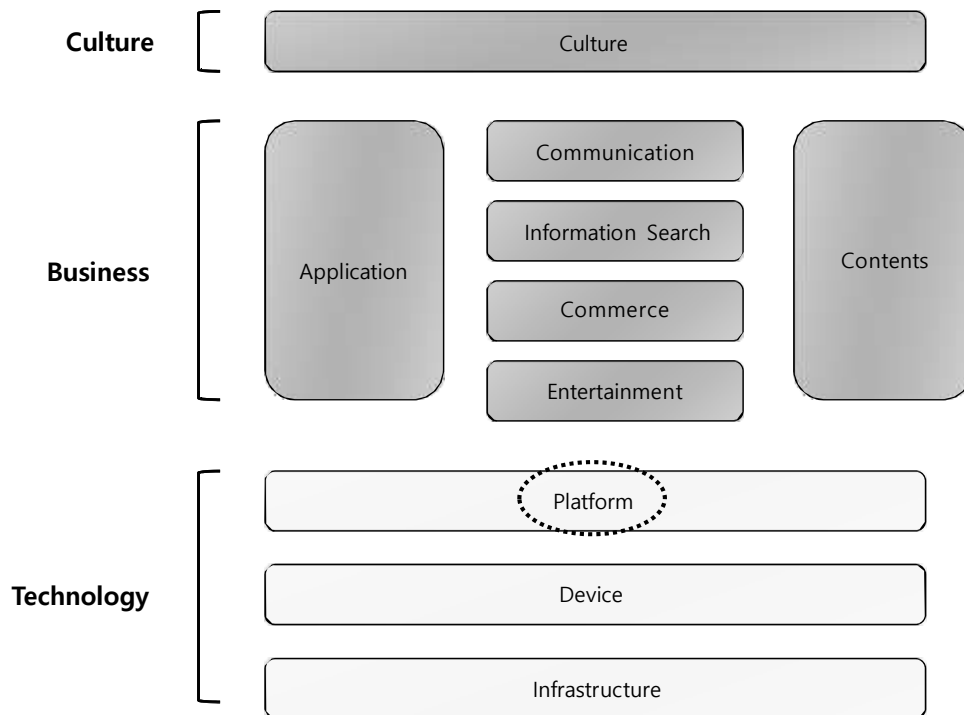 Culture
Culture
Business
Application
Communication
Information Search
Commerce
Entertainment
Contents
Technology
Platform
Device
Infrastructure